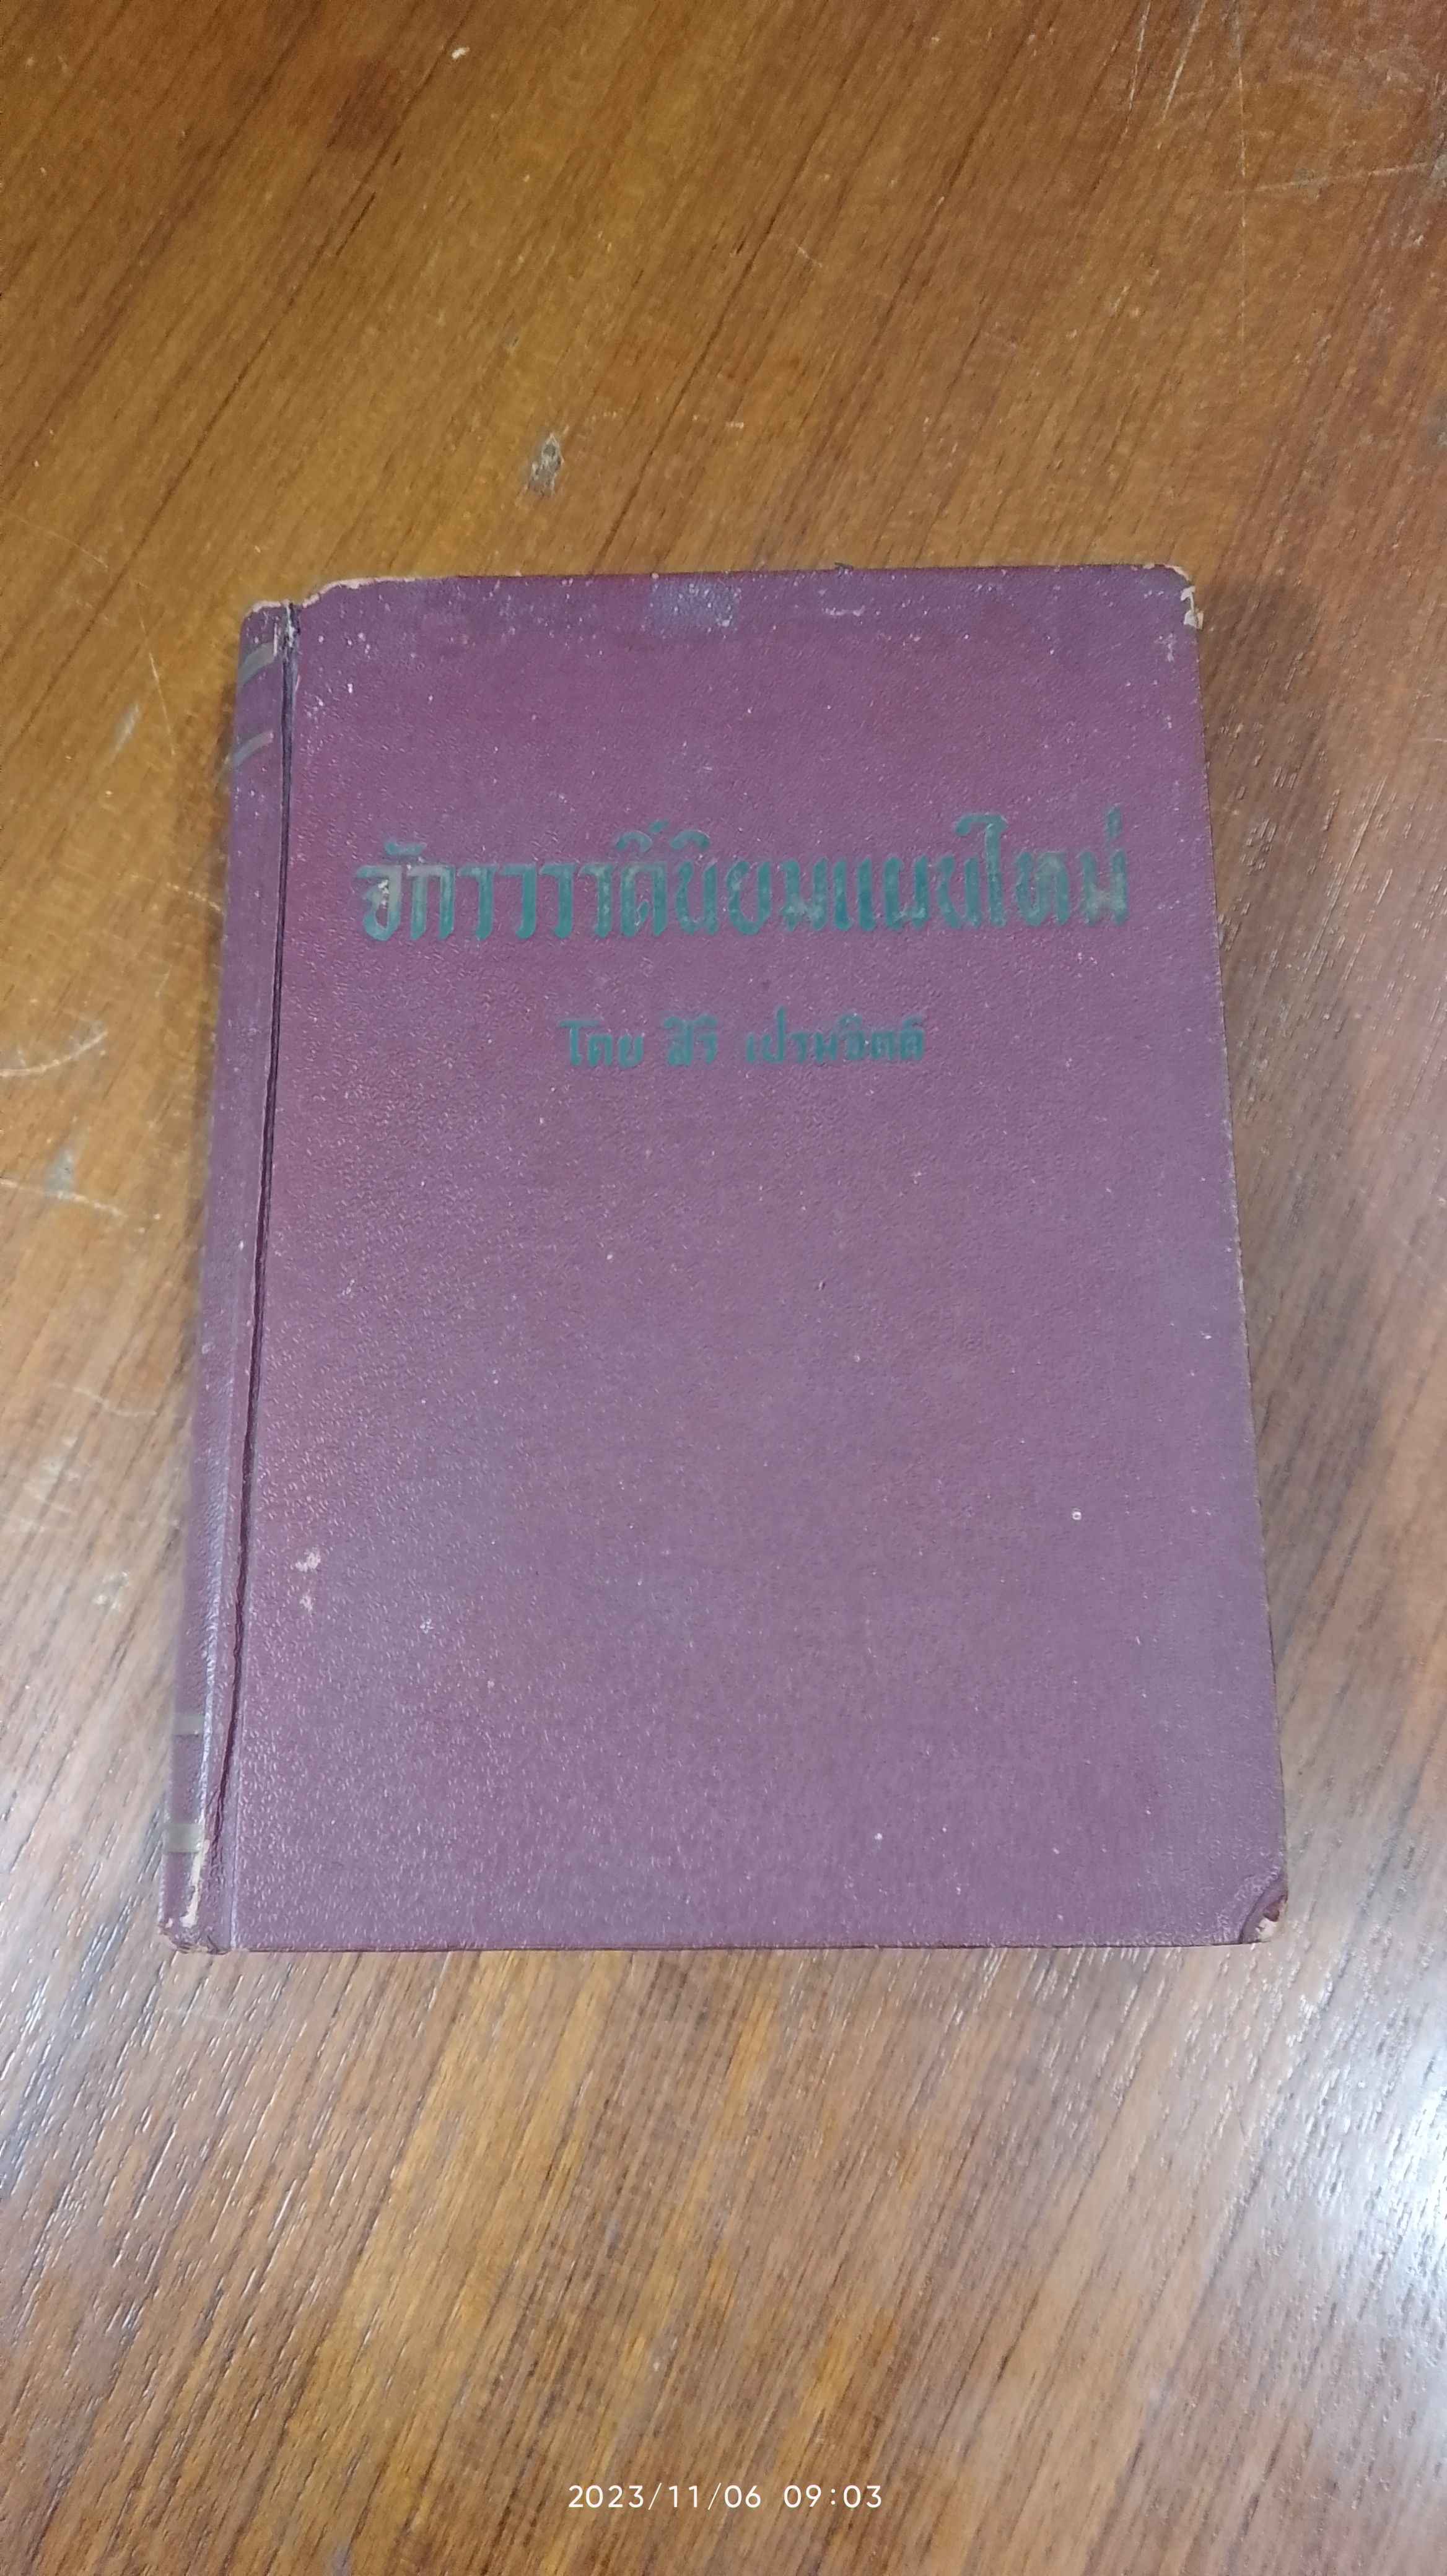 จักรวรรดิ์นิยมแผนใหม่
โดย สิริ เปรมจิตต์
2023/11/06 09:03